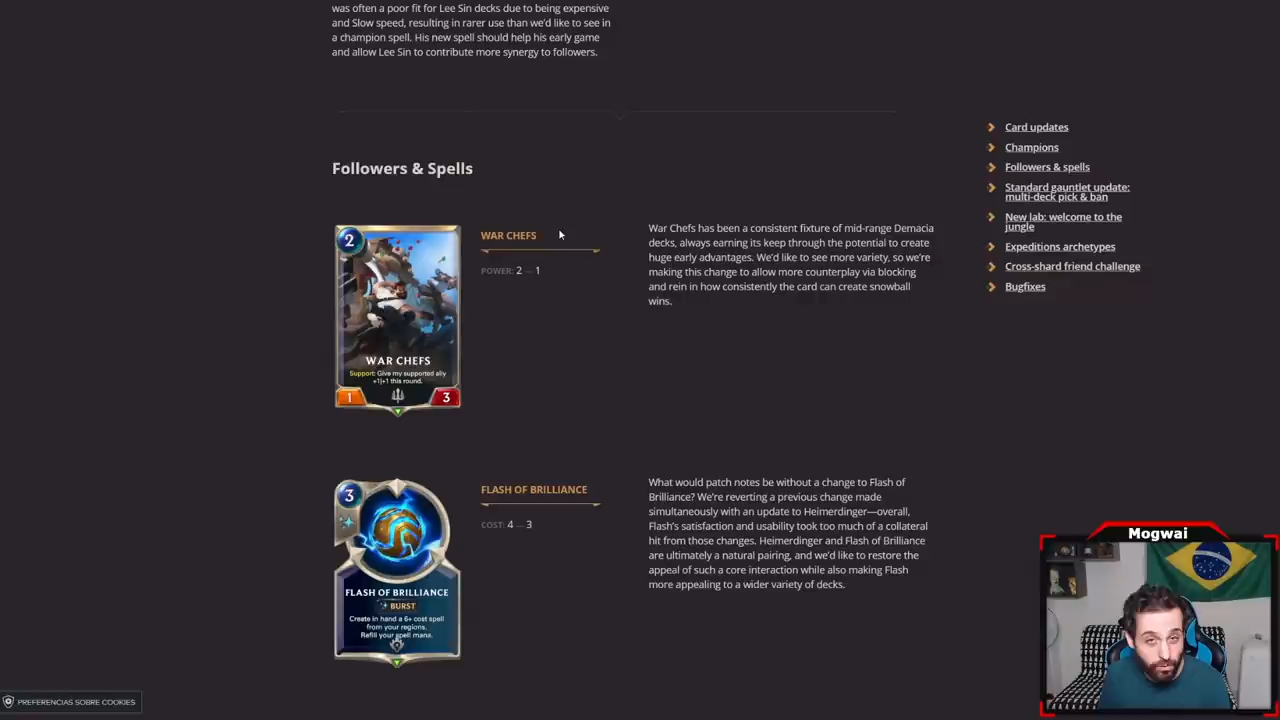 was often a poor fit for Lee Sin decks due to being expensive
and Slow speed, resulting in rarer use than we'd like to see in
a champion spell. His new spell should help his early game
and allow Lee Sin to contribute more synergy to followers.
Card updates
Champions
Followers & spells
Standard gauntlet update:
multi-deck pick & ban
New lab: welcome to the
jungle
Expeditions archetypes
Cross-shard friend challenge
Bugfixes
Followers & Spells
2
WAR CHEFS
Support: Give my supported ally
+1|+1 this round.
1
3
WAR CHEFS
POWER: 2 → 1
War Chefs has been a consistent fixture of mid-range Demacia
decks, always earning its keep through the potential to create
huge early advantages. We'd like to see more variety, so we're
making this change to allow more counterplay via blocking
and rein in how consistently the card can create snowball
wins.
3
FLASH OF BRILLIANCE
BURST
Create in hand a 6+ cost spell
from your regions.
Refill your spell mana.
FLASH OF BRILLIANCE
COST: 4 → 3
What would patch notes be without a change to Flash of
Brilliance? We're reverting a previous change made
simultaneously with an update to Heimerdinger—overall,
Flash's satisfaction and usability took too much of a collateral
hit from those changes. Heimerdinger and Flash of Brilliance
are ultimately a natural pairing, and we'd like to restore the
appeal of such a core interaction while also making Flash
more appealing to a wider variety of decks.
Mogwai
PREFERENCIAS SOBRE COOKIES